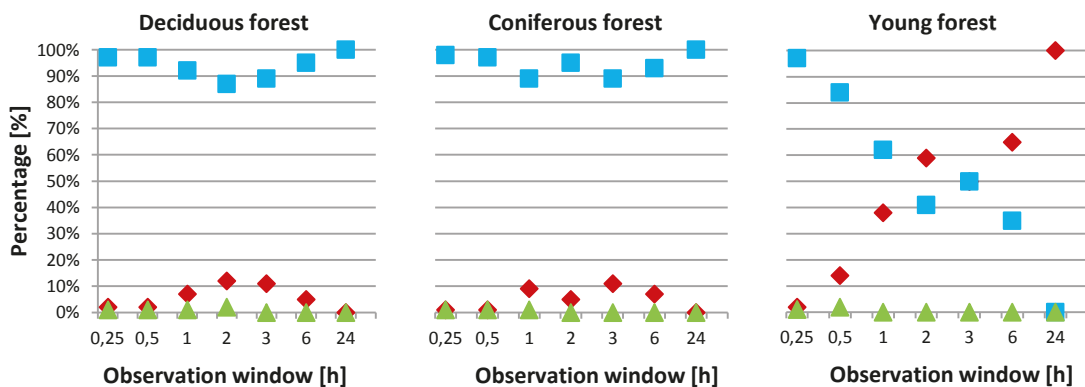 Deciduous forest
Coniferous forest
Young forest
Percentage [%]
100%
90%
80%
70%
60%
50%
40%
30%
20%
10%
0%
0,25 0,5 1 2 3 6 24
0,25 0,5 1 2 3 6 24
0,25 0,5 1 2 3 6 24
Observation window [h]
Observation window [h]
Observation window [h]